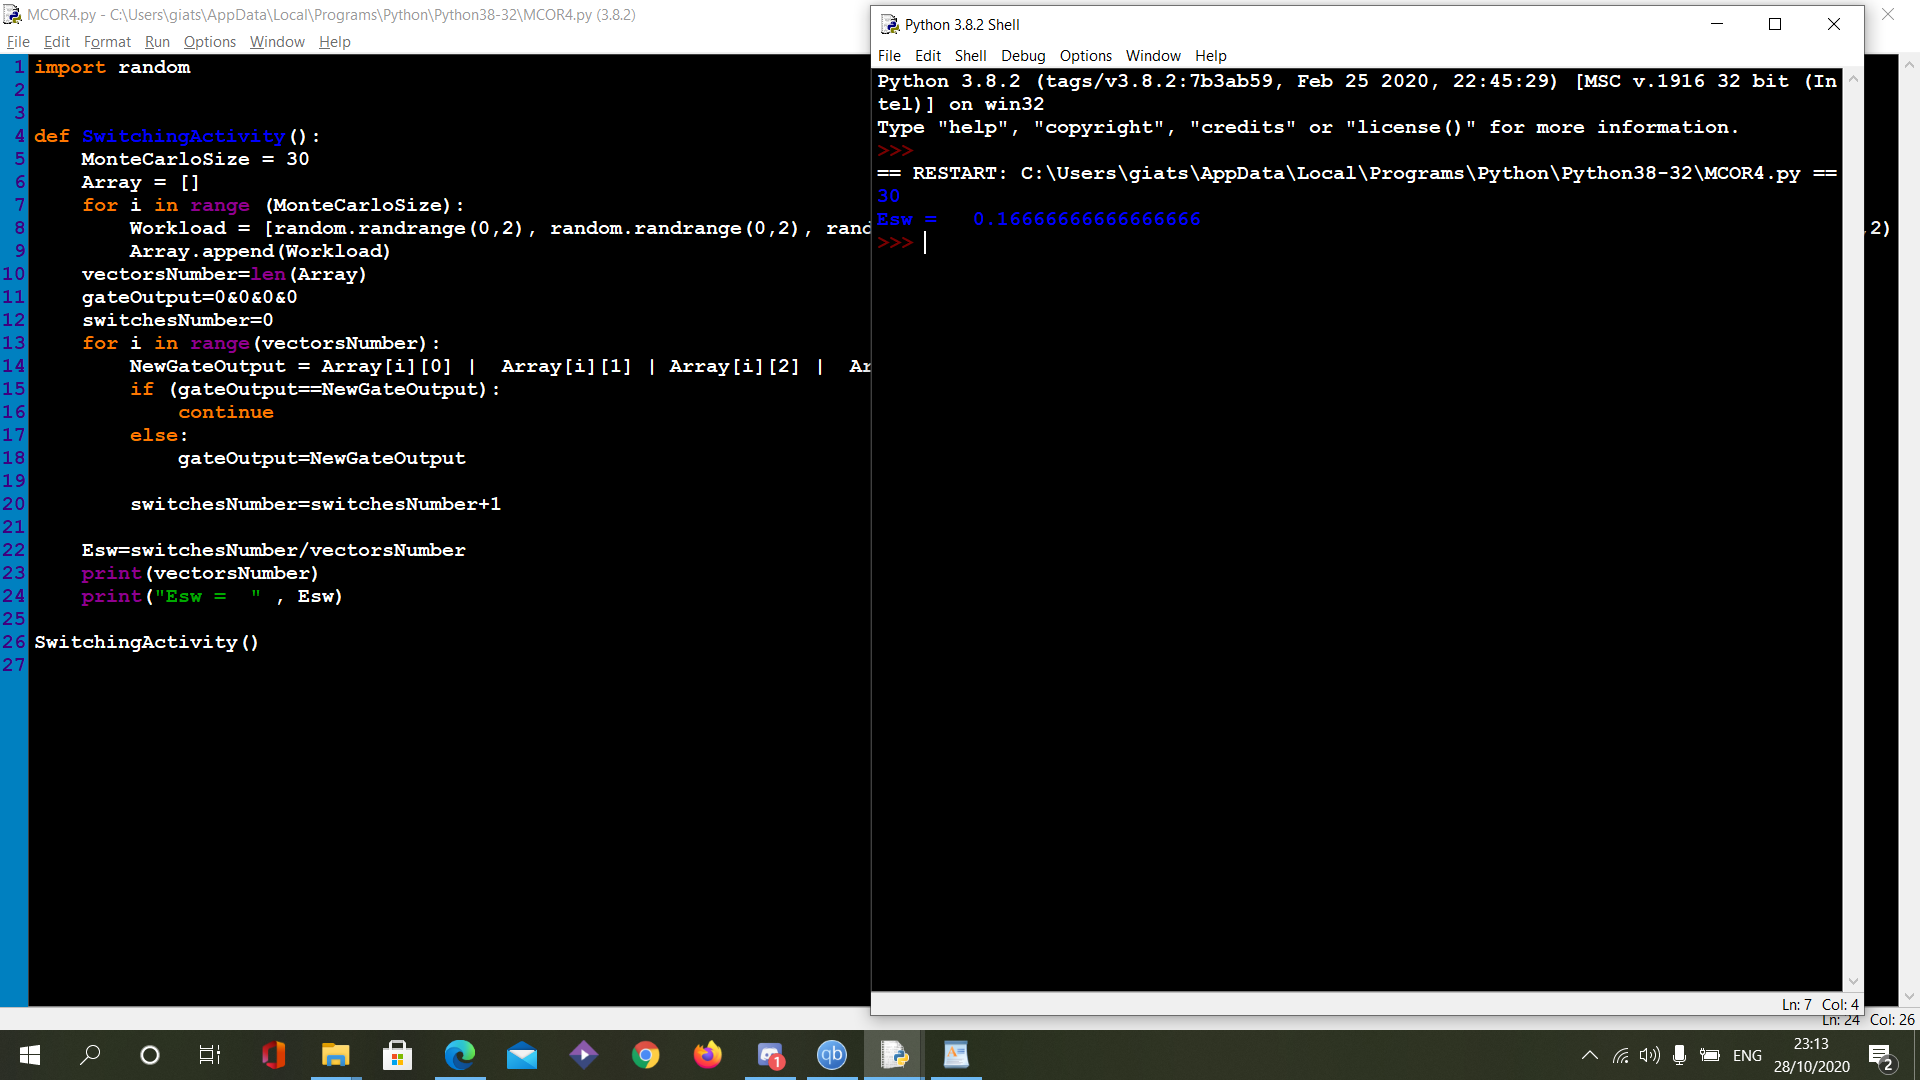 MCOR4.py - C:\Users\giats\AppData\Local\Programs\Python\Python38-32\MCOR4.py (3.8.2)
File Edit Format Run Options Window Help
1 import random
2
3
4 def SwitchingActivity():
5     MonteCarloSize = 30
6     Array = []
7     for i in range (MonteCarloSize):
8         Workload = [random.randrange(0,2), random.randrange(0,2), rand
,2)
9         Array.append(Workload)
10     vectorsNumber=len(Array)
11     gateOutput=0&0&0&0
12     switchesNumber=0
13     for i in range(vectorsNumber):
14         NewGateOutput = Array[i][0] |  Array[i][1] | Array[i][2] |  Ar
15         if (gateOutput==NewGateOutput):
16             continue
17         else:
18             gateOutput=NewGateOutput
19
20         switchesNumber=switchesNumber+1
21
22     Esw=switchesNumber/vectorsNumber
23     print(vectorsNumber)
24     print("Esw =  " , Esw)
25
26 SwitchingActivity()
27
Ln: 24 Col: 26
Python 3.8.2 Shell
File Edit Shell Debug Options Window Help
Python 3.8.2 (tags/v3.8.2:7b3ab59, Feb 25 2020, 22:45:29) [MSC v.1916 32 bit (In
tel)] on win32
Type "help", "copyright", "credits" or "license()" for more information.
>>>
== RESTART: C:\Users\giats\AppData\Local\Programs\Python\Python38-32\MCOR4.py ==
30
Esw =   0.16666666666666666
>>>
Ln: 7 Col: 4
qb
1
ENG
23:13
28/10/2020
2